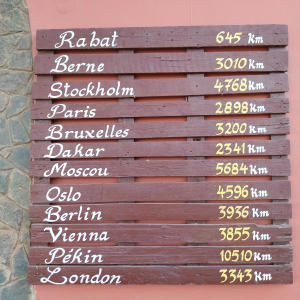 Rabat 645 Km
Berne 3010 Km
Stockholm 4768 Km
Paris 2898 Km
Bruxelles 3200 Km
Dakar 2341 Km
Moscou 5684 Km
Oslo 4596 Km
Berlin 3936 Km
Vienna 3855 Km
Pékin 10510 Km
London 3343 Km